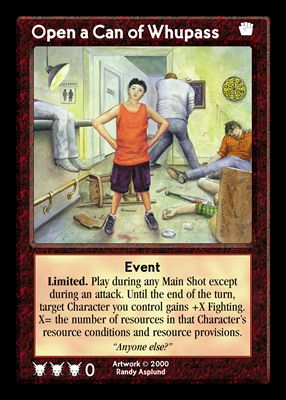 Open a Can of Whupass
Event
Limited. Play during any Main Shot except
during an attack. Until the end of the turn,
target Character you control gains +X Fighting.
X= the number of resources in that Character's
resource conditions and resource provisions.
"Anyone else?"
0
Artwork © 2000
Randy Asplund